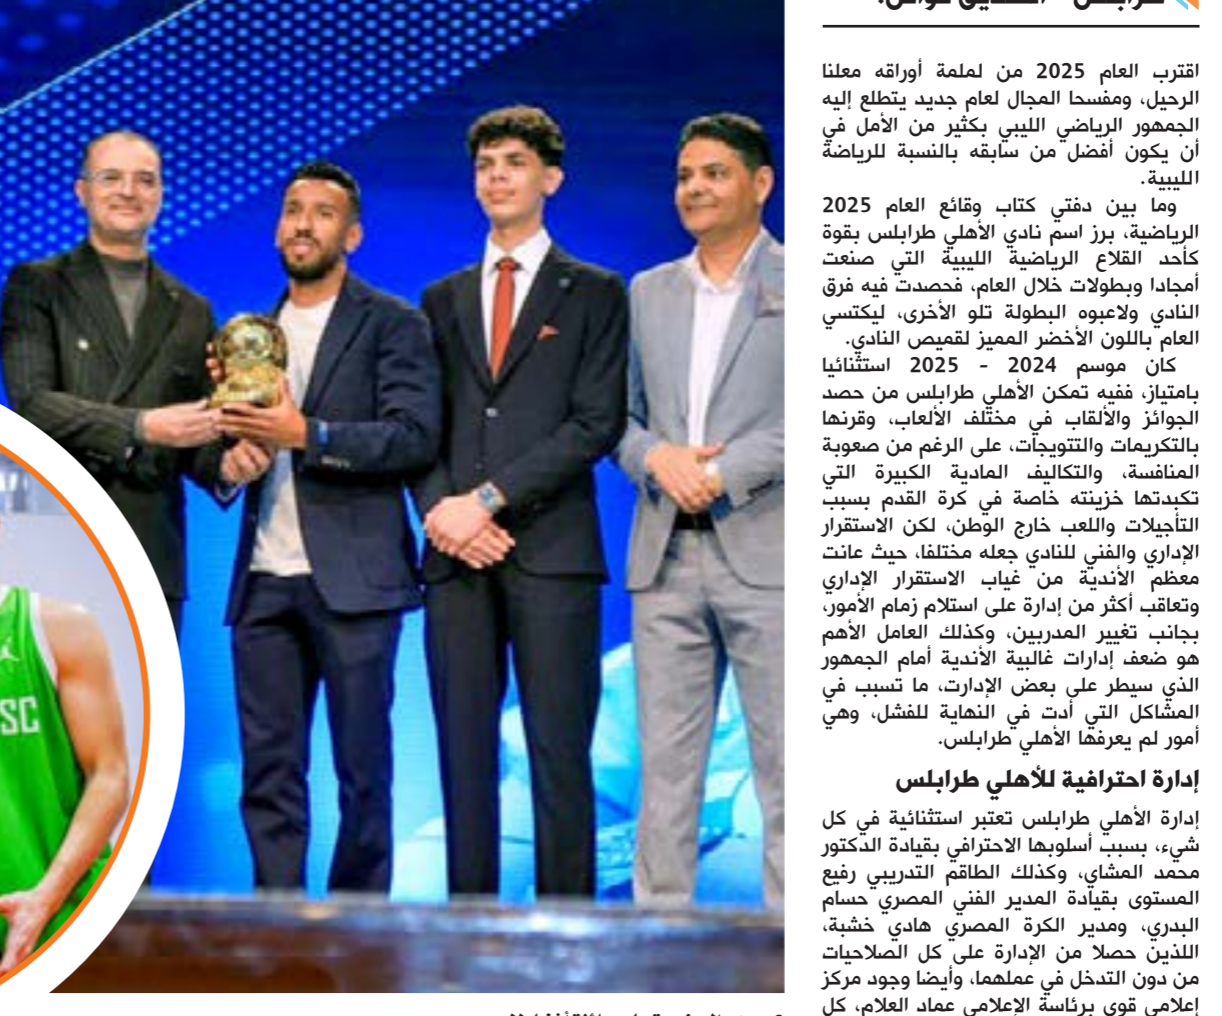 اقترب العام 2025 من لملمة أوراقه معلنا
الرحيل، ومفسحا المجال لعام جديد يتطلع إليه
الجمهور الرياضي الليبي بكثير من الأمل في
أن يكون أفضل من سابقه بالنسبة للرياضة
الليبية.
وما بين دفتي كتاب وقائع العام 2025
الرياضية، برز اسم نادي الأهلي طرابلس بقوة
كأحد القلاع الرياضية الليبية التي صنعت
أمجادا وبطولات خلال العام، فحصدت فيه فرق
النادي ولاعبوه البطولة تلو الأخرى، ليكتسي
العام باللون الأخضر المميز لقميص النادي.
كان موسم 2024 - 2025 استثنائيا
بامتياز، ففيه تمكن الأهلي طرابلس من حصد
الجوائز والألقاب في مختلف الألعاب، وقرنها
بالتكريمات والتتويجات، على الرغم من صعوبة
المنافسة، والتكاليف المادية الكبيرة التي
تكبدتها خزينته خاصة في كرة القدم بسبب
التأجيلات واللعب خارج الوطن، لكن الاستقرار
الإداري والفني للنادي جعله مختلفا، حيث عانت
معظم الأندية من غياب الاستقرار الإداري
وتعاقب أكثر من إدارة على استلام زمام الأمور،
بجانب تغيير المدربين، وكذلك العامل الأهم
هو ضعف إدارات غالبية الأندية أمام الجمهور
الذي سيطر على بعض الإدارت، ما تسبب في
المشاكل التي أدت في النهاية للفشل، وهي
أمور لم يعرفها الأهلي طرابلس.
إدارة احترافية للأهلي طرابلس
إدارة الأهلي طرابلس تعتبر استثنائية في كل
شيء، بسبب أسلوبها الاحترافي بقيادة الدكتور
محمد المشاي، وكذلك الطاقم التدريبي رفيع
المستوى بقيادة المدير الفني المصري حسام
البدري، ومدير الكرة المصري هادي خشبة،
اللذين حصلا من الإدارة على كل الصلاحيات
من دون التدخل في عملهما، وأيضا وجود مركز
إعلامي قوي برئاسة الإعلامي عماد العلام، كل
SC